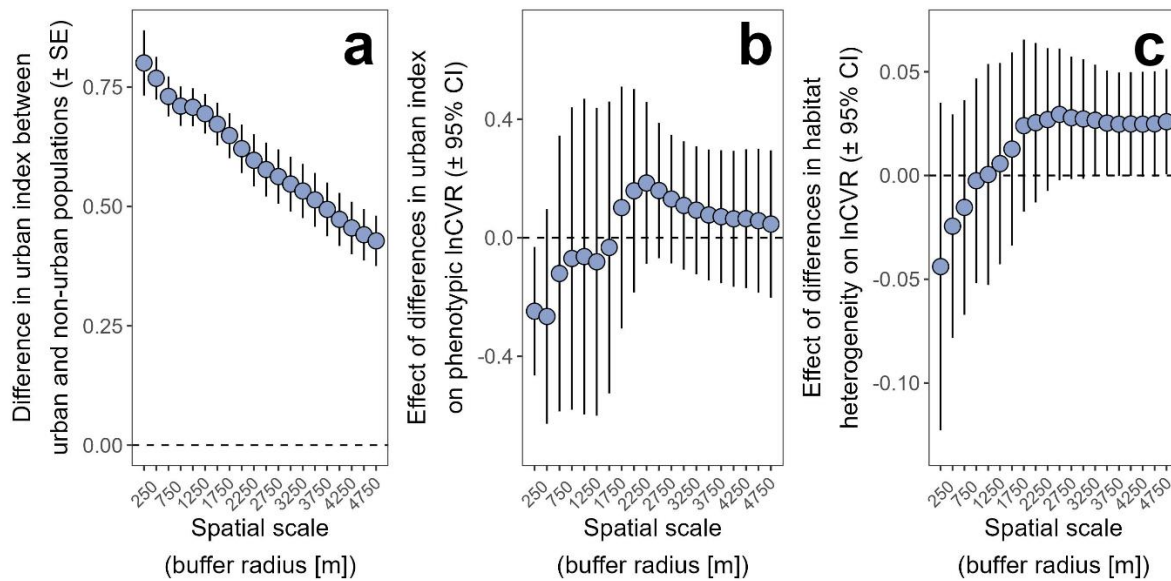 a
Difference in urban index between
urban and non-urban populations (± SE)
0.75
0.50
0.25
0.00
250
750
1250
1750
2250
2750
3250
3750
4250
4750
Spatial scale
(buffer radius [m])
b
Effect of differences in urban index
on phenotypic lnCVR (± 95% CI)
0.4
0.0
-0.4
250
750
1250
1750
2250
2750
3250
3750
4250
4750
Spatial scale
(buffer radius [m])
c
Effect of differences in habitat
heterogeneity on lnCVR (± 95% CI)
0.05
0.00
-0.05
-0.10
250
750
1250
1750
2250
2750
3250
3750
4250
4750
Spatial scale
(buffer radius [m])